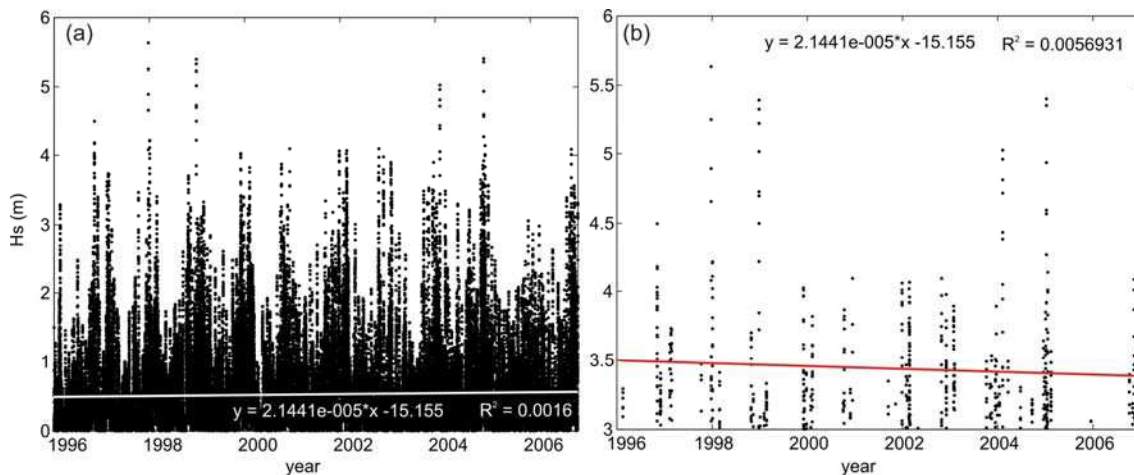 (a)
6
5
4
3
2
1
0
Hs (m)
y = 2.1441e-005*x -15.155 R² = 0.0016
1996 1998 2000 2002 2004 2006
year
(b)
y = 2.1441e-005*x -15.155 R² = 0.0056931
6
5.5
5
4.5
4
3.5
3
1996 1998 2000 2002 2004 2006
year